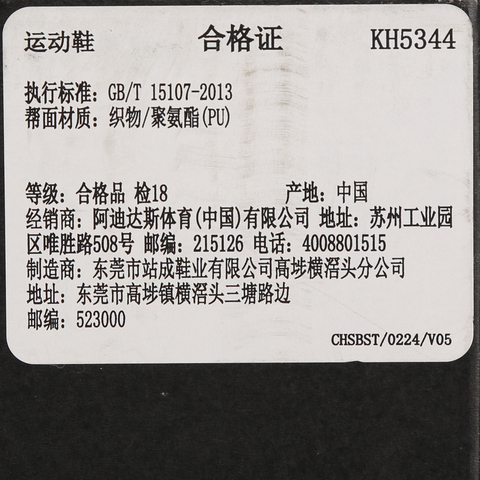 运动鞋 合格证 KH5344
执行标准：GB/T 15107-2013
帮面材质：织物/聚氨酯(PU)
等级：合格品 检18 产地：中国
经销商：阿迪达斯体育(中国)有限公司 地址：苏州工业园
区唯胜路508号 邮编：215126 电话：4008801515
制造商：东莞市站成鞋业有限公司高埗横滘头分公司
地址：东莞市高埗镇横滘头三塘路边
邮编：523000
CHSBST/0224/V05